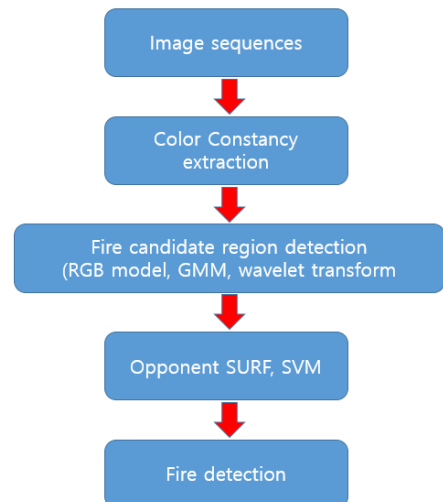 Image sequences
Color Constancy
extraction
Fire candidate region detection
(RGB model, GMM, wavelet transform
Opponent SURF, SVM
Fire detection